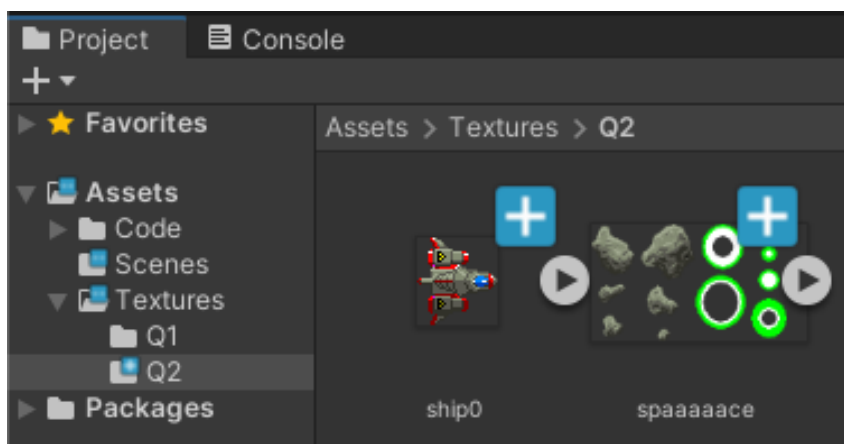 Project Console
Favorites
Assets > Textures > Q2
Assets
Code
Scenes
Textures
Q1
Q2
Packages
ship0 spaaaaace